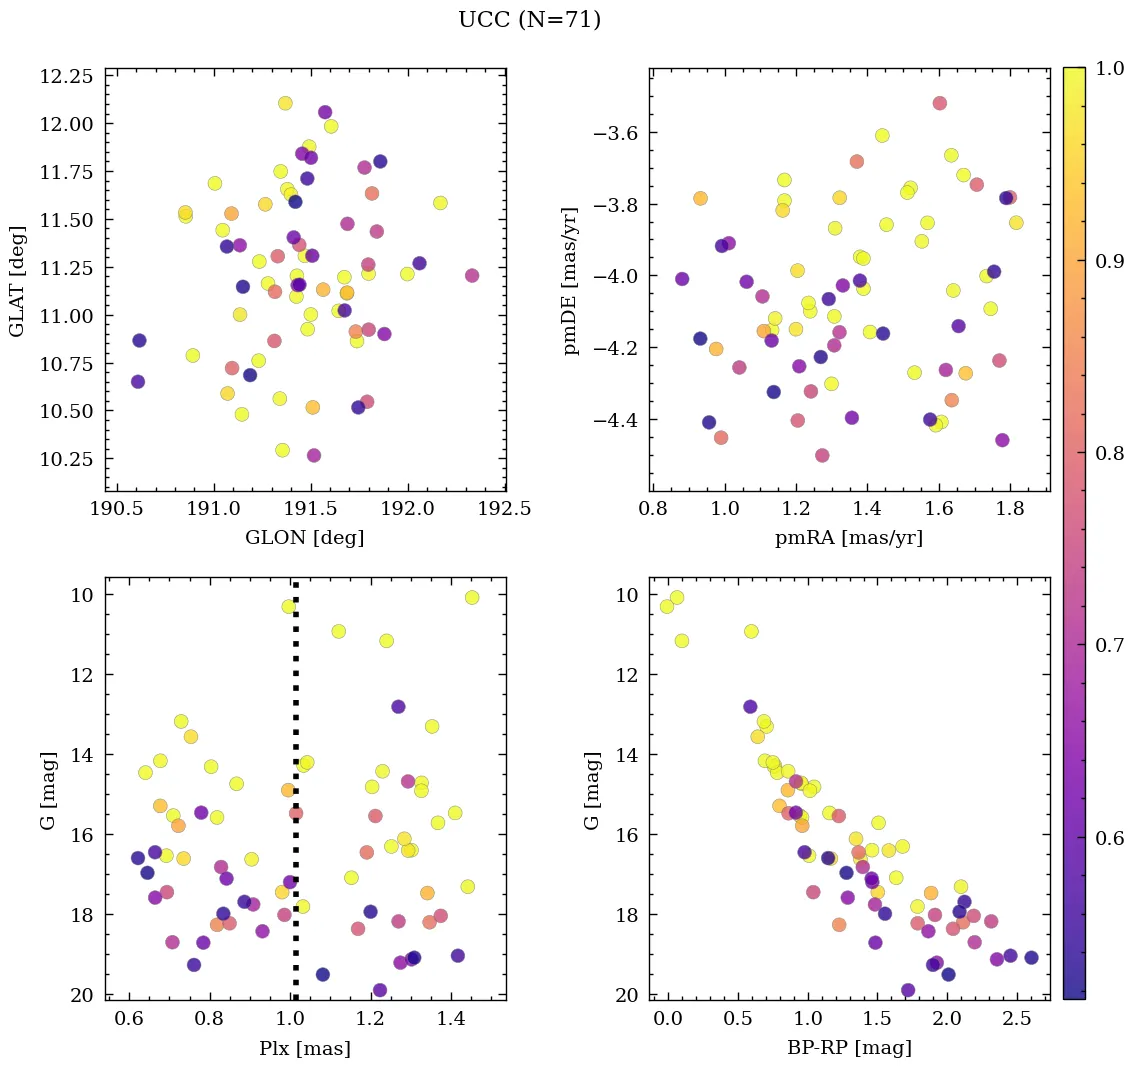 UCC (N=71)
12.25
12.00
11.75
11.50
11.25
11.00
10.75
10.50
10.25
GLAT [deg]
190.5 191.0 191.5 192.0 192.5
GLON [deg]
−3.6
−3.8
−4.0
−4.2
−4.4
pmDE [mas/yr]
0.8 1.0 1.2 1.4 1.6 1.8
pmRA [mas/yr]
10
12
14
16
18
20
G [mag]
0.6 0.8 1.0 1.2 1.4
Plx [mas]
10
12
14
16
18
20
G [mag]
0.0 0.5 1.0 1.5 2.0 2.5
BP-RP [mag]
1.0
0.9
0.8
0.7
0.6